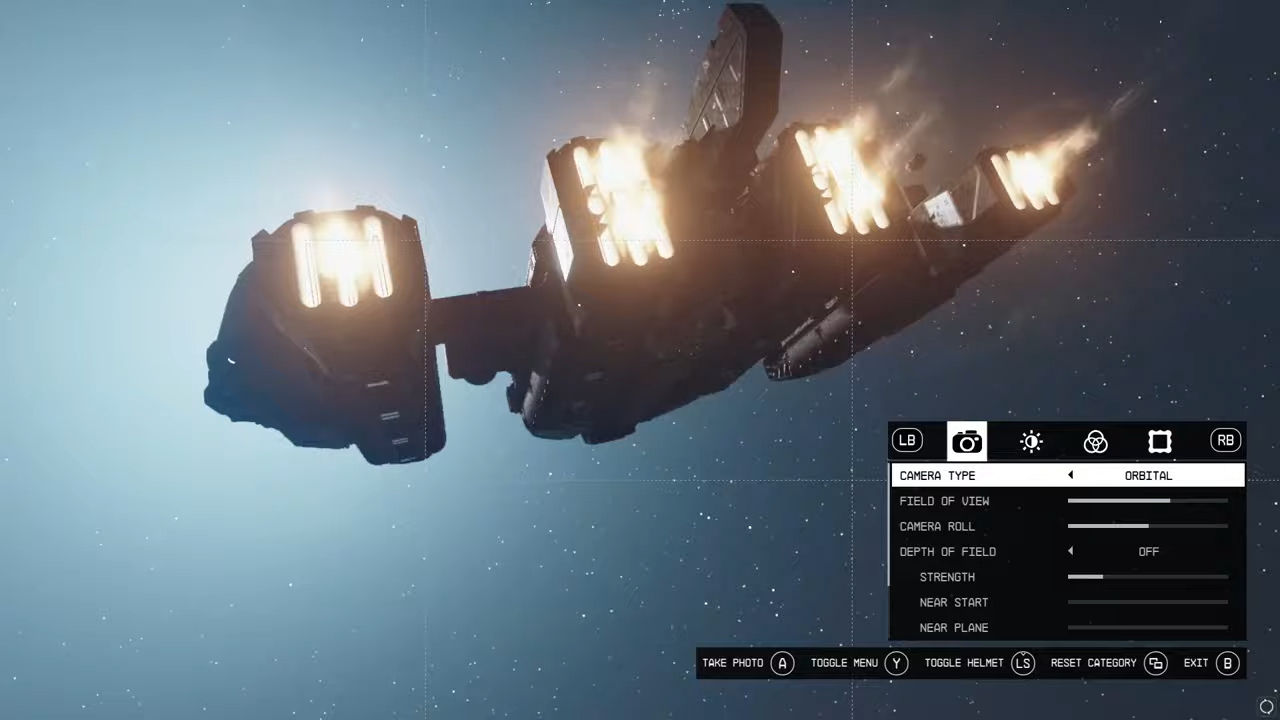 LB RB
CAMERA TYPE ORBITAL
FIELD OF VIEW
CAMERA ROLL
DEPTH OF FIELD OFF
STRENGTH
NEAR START
NEAR PLANE
TAKE PHOTO A TOGGLE MENU Y TOGGLE HELMET LS RESET CATEGORY EXIT B